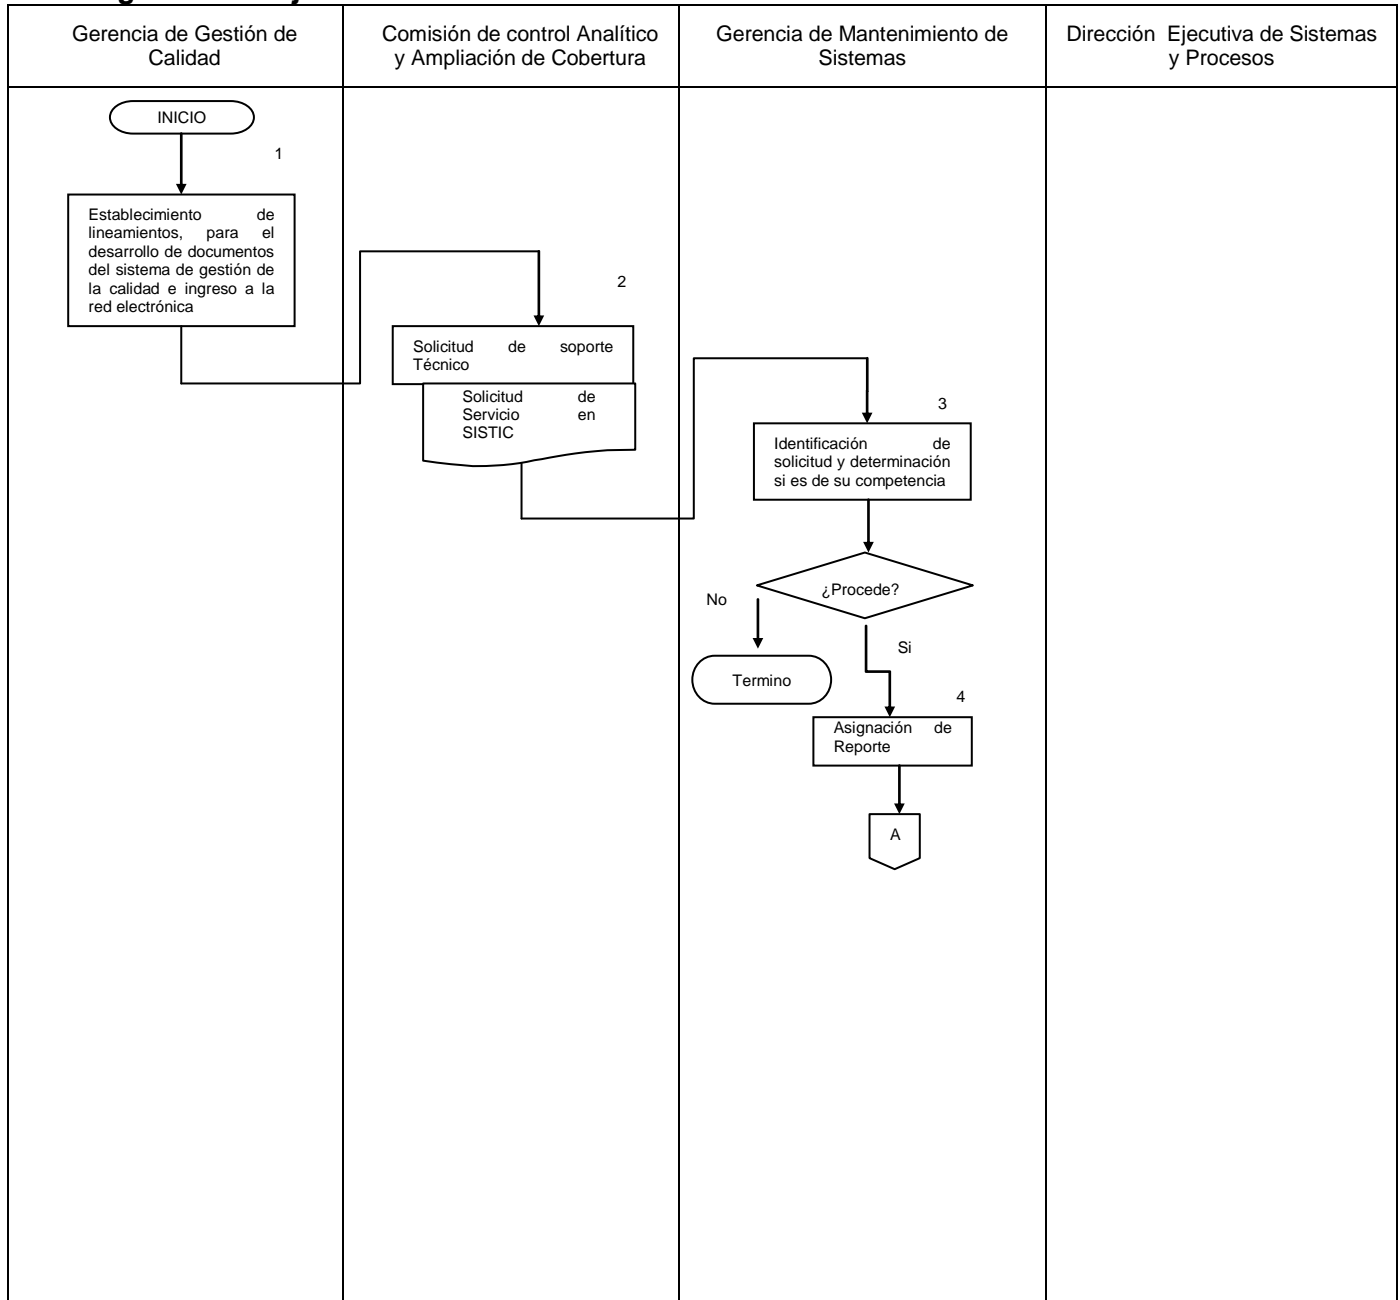 Gerencia de Gestión de
Calidad
Comisión de control Analítico
y Ampliación de Cobertura
Gerencia de Mantenimiento de
Sistemas
Dirección Ejecutiva de Sistemas
y Procesos
INICIO
1
Establecimiento de
lineamientos, para el
desarrollo de documentos
del sistema de gestión de
la calidad e ingreso a la
red electrónica
2
Solicitud de soporte
Técnico
Solicitud de
Servicio en
SISTIC
3
Identificación de
solicitud y determinación
si es de su competencia
¿Procede?
No
Si
Termino
4
Asignación de
Reporte
A